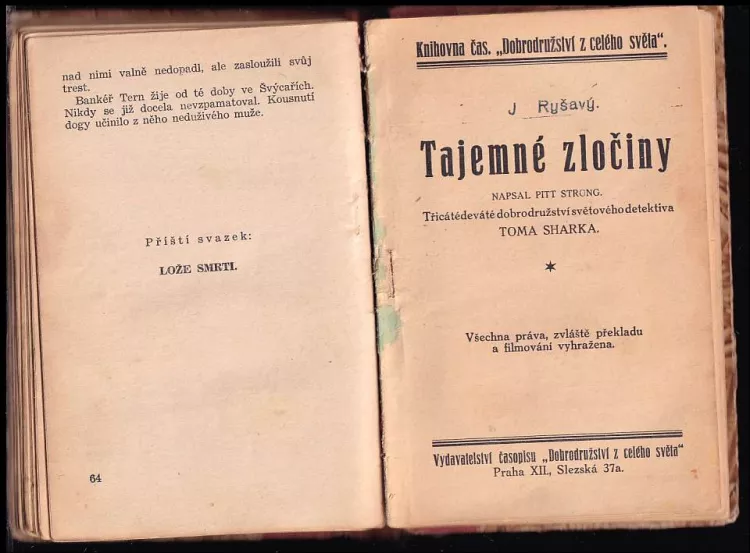 nad nimi valně nedopadl, ale zasloužili svůj
trest.
Bankéř Tern žije od té doby ve Švýcařích.
Nikdy se již docela nevzpamatoval. Kousnutí
dogy učinilo z něho neduživého muže.
Příští svazek:
LOŽE SMRTI.
64
Knihovna čas. „Dobrodružství z celého světa“.
J Ryšavý.
Tajemné zločiny
NAPSAL PITT STRONG.
Třicátédeváté dobrodružství světového detektiva
TOMA SHARKA.
*
Všechna práva, zvláště překladu
a filmování vyhražena.
Vydavatelství časopisu „Dobrodružství z celého světa“
Praha XII., Slezská 37a.